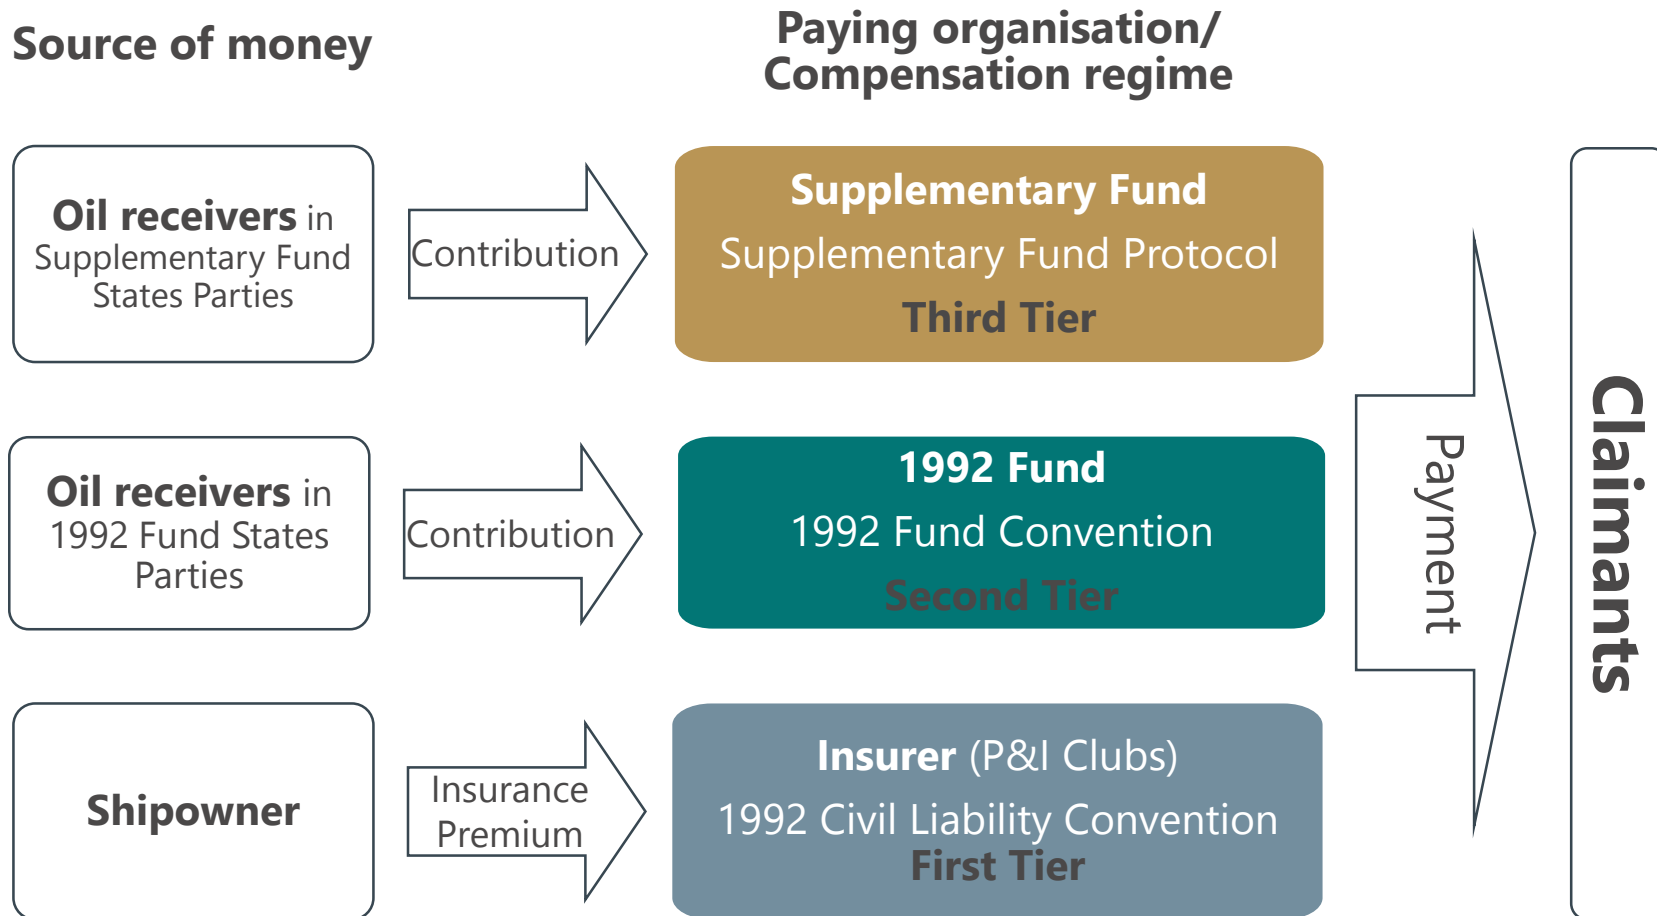 Source of money
Paying organisation/
Compensation regime
Oil receivers in
Supplementary Fund
States Parties
Contribution
Supplementary Fund
Supplementary Fund Protocol
Third Tier
Oil receivers in
1992 Fund States
Parties
Contribution
1992 Fund
1992 Fund Convention
Second Tier
Shipowner
Insurance
Premium
Insurer (P&I Clubs)
1992 Civil Liability Convention
First Tier
Payment
Claimants